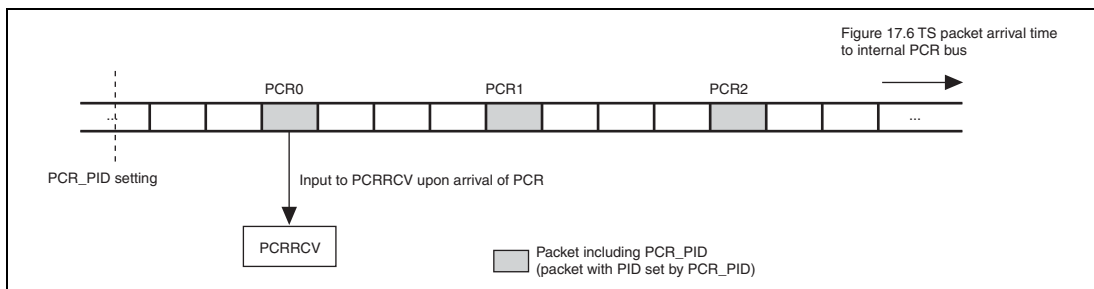 Figure 17.6 TS packet arrival time
to internal PCR bus
PCR0
PCR1
PCR2
...
...
PCR_PID setting
Input to PCRRCV upon arrival of PCR
PCRRCV
Packet including PCR_PID
(packet with PID set by PCR_PID)